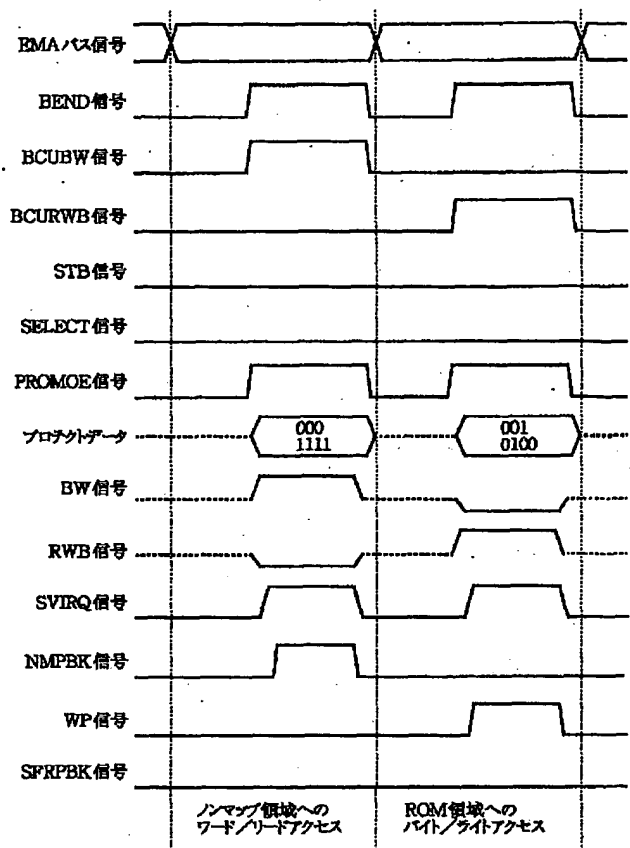 EMAバス信号
BEND信号
BCUBW信号
BCURWB信号
STB信号
SELECT信号
PROMOE信号
プロテクトデータ
000
1111
001
0100
BW信号
RWB信号
SVIRQ信号
NMPBK信号
WP信号
SFRPBK信号
ノンマップ領域への
ワード/リードアクセス
ROM領域への
バイト/ライトアクセス